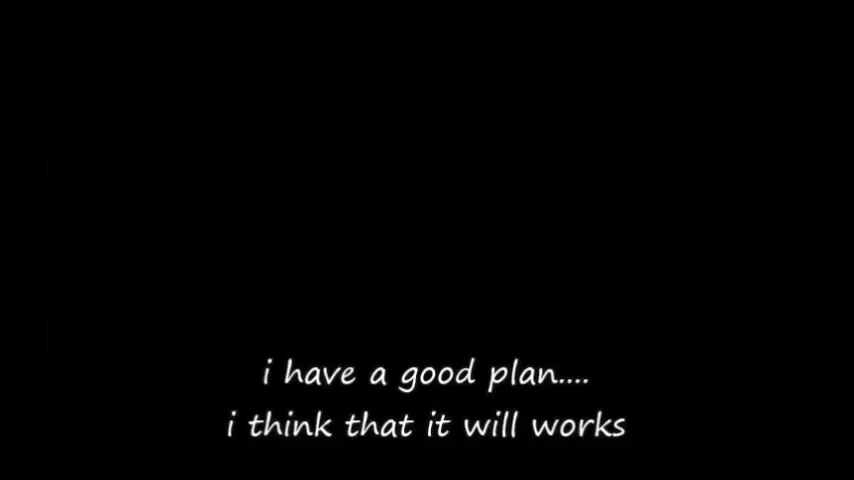 i have a good plan....
i think that it will works